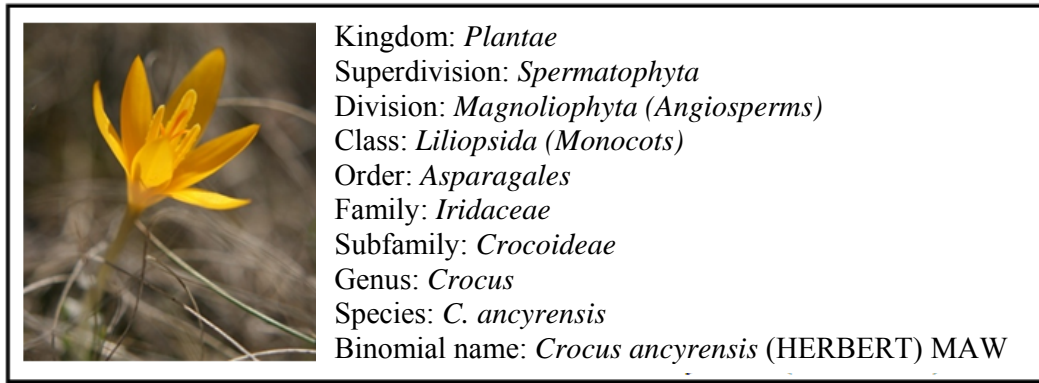 Kingdom: Plantae
Superdivision: Spermatophyta
Division: Magnoliophyta (Angiosperms)
Class: Liliopsida (Monocots)
Order: Asparagales
Family: Iridaceae
Subfamily: Crocoideae
Genus: Crocus
Species: C. ancyrensis
Binomial name: Crocus ancyrensis (HERBERT) MAW